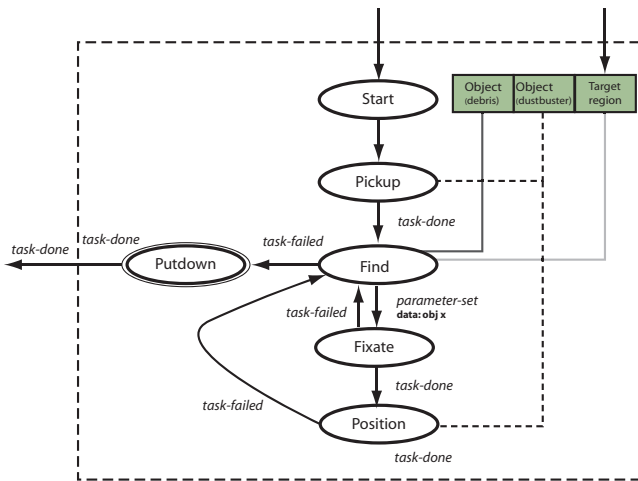 Start
Object
(debris)
Object
(dustbuster)
Target
region
Pickup
task-done
task-done
task-done
task-failed
Putdown
Find
task-failed
parameter-set
data: obj x
Fixate
task-done
task-failed
Position
task-done